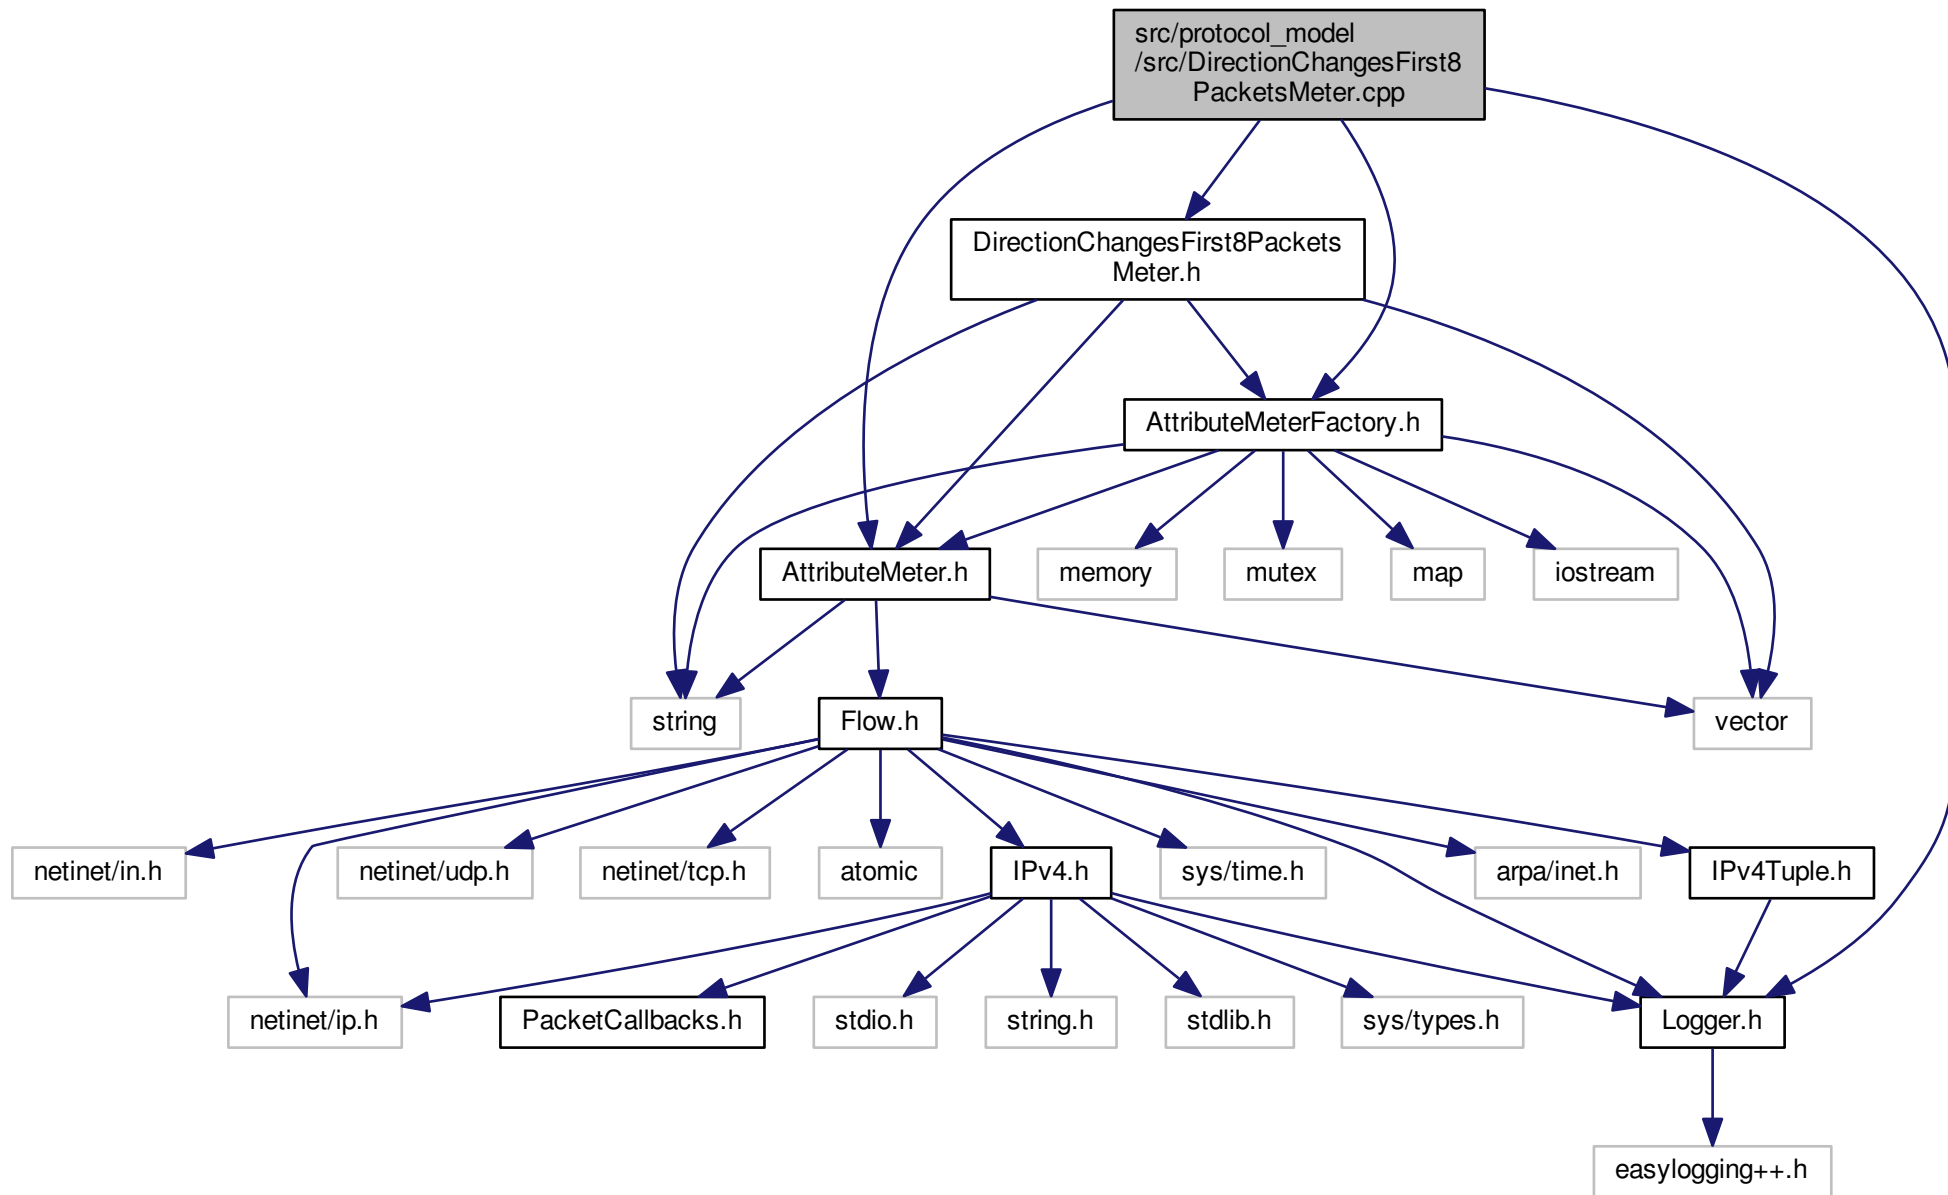 src/protocol_model
/src/DirectionChangesFirst8
PacketsMeter.cpp
DirectionChangesFirst8Packets
Meter.h
AttributeMeterFactory.h
AttributeMeter.h
memory
mutex
map
iostream
string
Flow.h
vector
netinet/in.h
netinet/udp.h
netinet/tcp.h
atomic
IPv4.h
sys/time.h
arpa/inet.h
IPv4Tuple.h
netinet/ip.h
PacketCallbacks.h
stdio.h
string.h
stdlib.h
sys/types.h
Logger.h
easylogging++.h